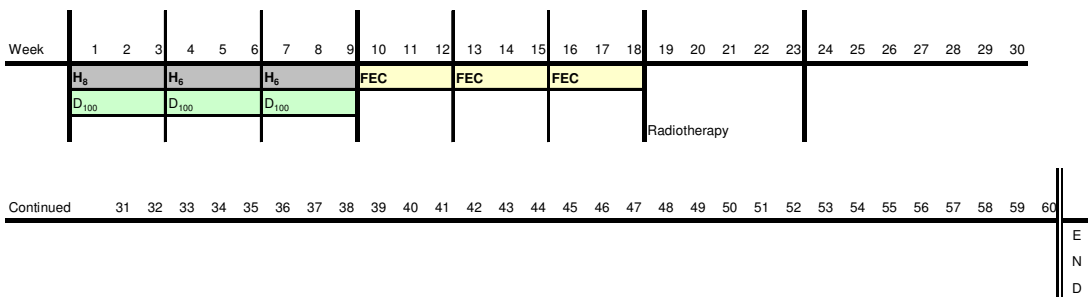 Week 1 2 3 4 5 6 7 8 9 10 11 12 13 14 15 16 17 18 19 20 21 22 23 24 25 26 27 28 29 30
H8 H6 H6 FEC FEC FEC
D100 D100 D100
Radiotherapy
Continued 31 32 33 34 35 36 37 38 39 40 41 42 43 44 45 46 47 48 49 50 51 52 53 54 55 56 57 58 59 60
E
N
D